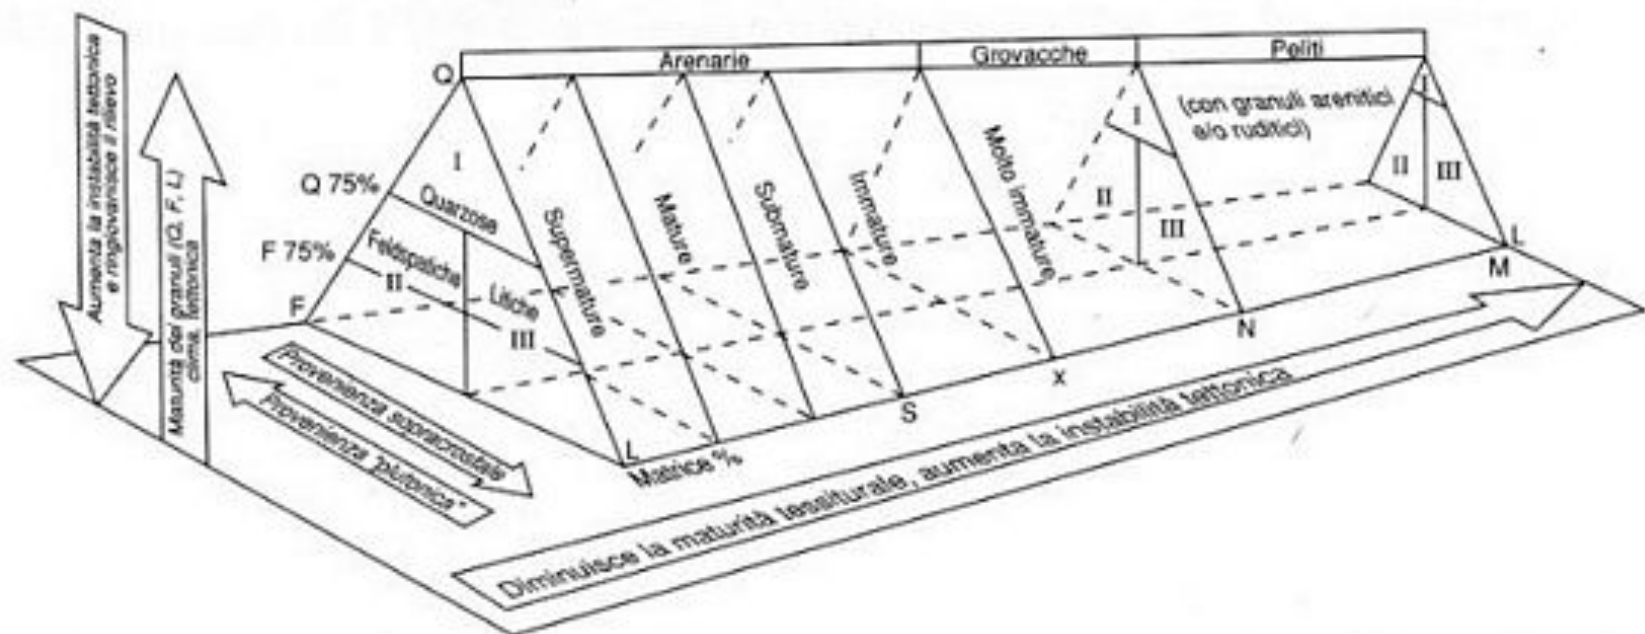 Aumenta la instabilità tettonica
e ringiovanisce il rilievo
Maturità dei granuli (Q, F, L)
clima, tettonica
Arenarie
Grovacche
Peliti
Q
(con granuli arenitici
e/o ruditici)
I
I
Q 75%
Quarzose
F 75%
Feldspatiche
II
Litiche
III
F
Supermature
Mature
Submature
Immature
Molto immature
II
III
II
III
L
M
N
x
S
L
Matrice %
Provenienza sopracrostale
Provenienza "plutonica"
Diminuisce la maturità tessiturale, aumenta la instabilità tettonica